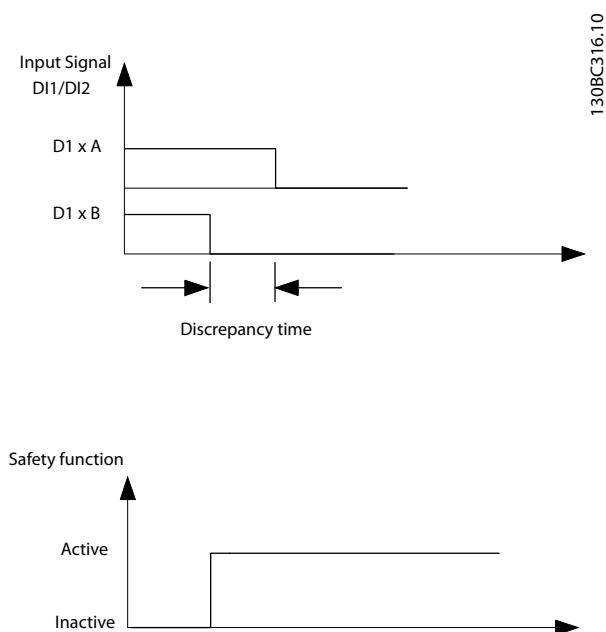 130BC316.10
Input Signal
DI1/DI2
D1 x A
D1 x B
Discrepancy time
Safety function
Active
Inactive